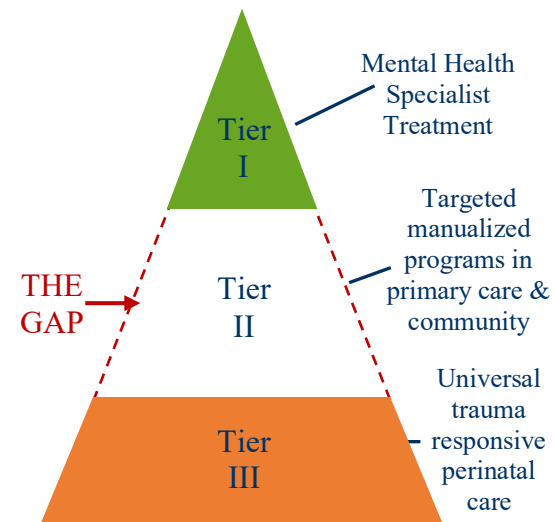 Mental Health
Specialist
Treatment
Tier
I
Targeted
manualized
programs in
primary care &
community
THE
GAP
Tier
II
Universal
trauma
responsive
perinatal
care
Tier
III